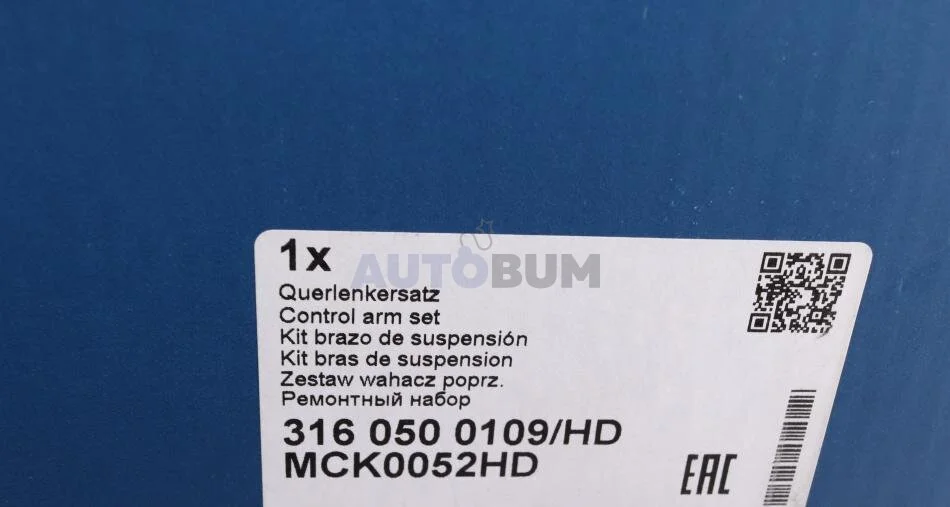 1x
AUTOBUM
Querlenkersatz
Control arm set
Kit brazo de suspensión
Kit bras de suspension
Zestaw wahacz poprz.
Ремонтный набор
316 050 0109/HD
MCK0052HD
EAC